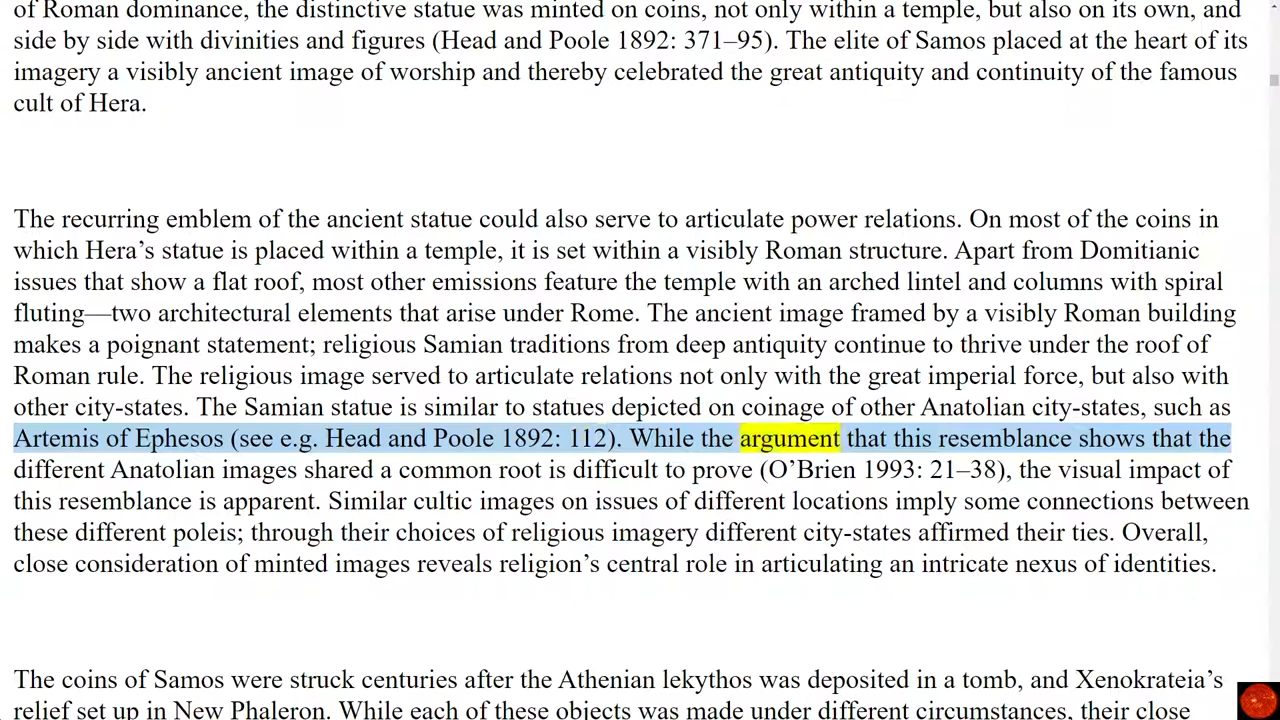 of Roman dominance, the distinctive statue was minted on coins, not only within a temple, but also on its own, and
side by side with divinities and figures (Head and Poole 1892: 371–95). The elite of Samos placed at the heart of its
imagery a visibly ancient image of worship and thereby celebrated the great antiquity and continuity of the famous
cult of Hera.
The recurring emblem of the ancient statue could also serve to articulate power relations. On most of the coins in
which Hera’s statue is placed within a temple, it is set within a visibly Roman structure. Apart from Domitianic
issues that show a flat roof, most other emissions feature the temple with an arched lintel and columns with spiral
fluting—two architectural elements that arise under Rome. The ancient image framed by a visibly Roman building
makes a poignant statement; religious Samian traditions from deep antiquity continue to thrive under the roof of
Roman rule. The religious image served to articulate relations not only with the great imperial force, but also with
other city-states. The Samian statue is similar to statues depicted on coinage of other Anatolian city-states, such as
Artemis of Ephesos (see e.g. Head and Poole 1892: 112). While the argument that this resemblance shows that the
different Anatolian images shared a common root is difficult to prove (O’Brien 1993: 21–38), the visual impact of
this resemblance is apparent. Similar cultic images on issues of different locations imply some connections between
these different poleis; through their choices of religious imagery different city-states affirmed their ties. Overall,
close consideration of minted images reveals religion’s central role in articulating an intricate nexus of identities.
The coins of Samos were struck centuries after the Athenian lekythos was deposited in a tomb, and Xenokrateia’s
relief set up in New Phaleron. While each of these objects was made under different circumstances, their close